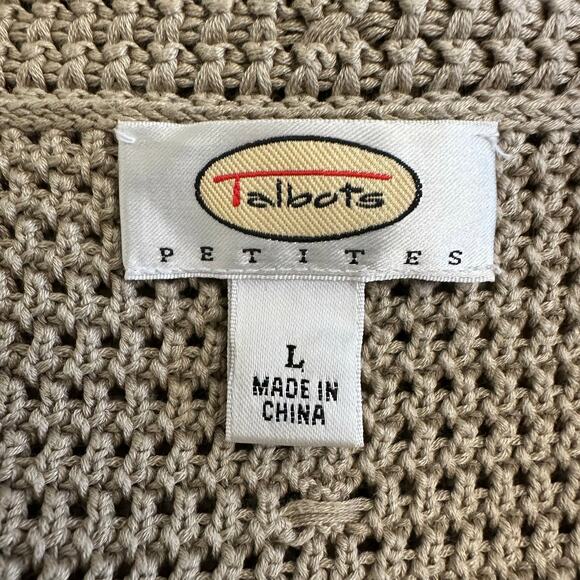 Talbots
PETITES
L
MADE IN
CHINA